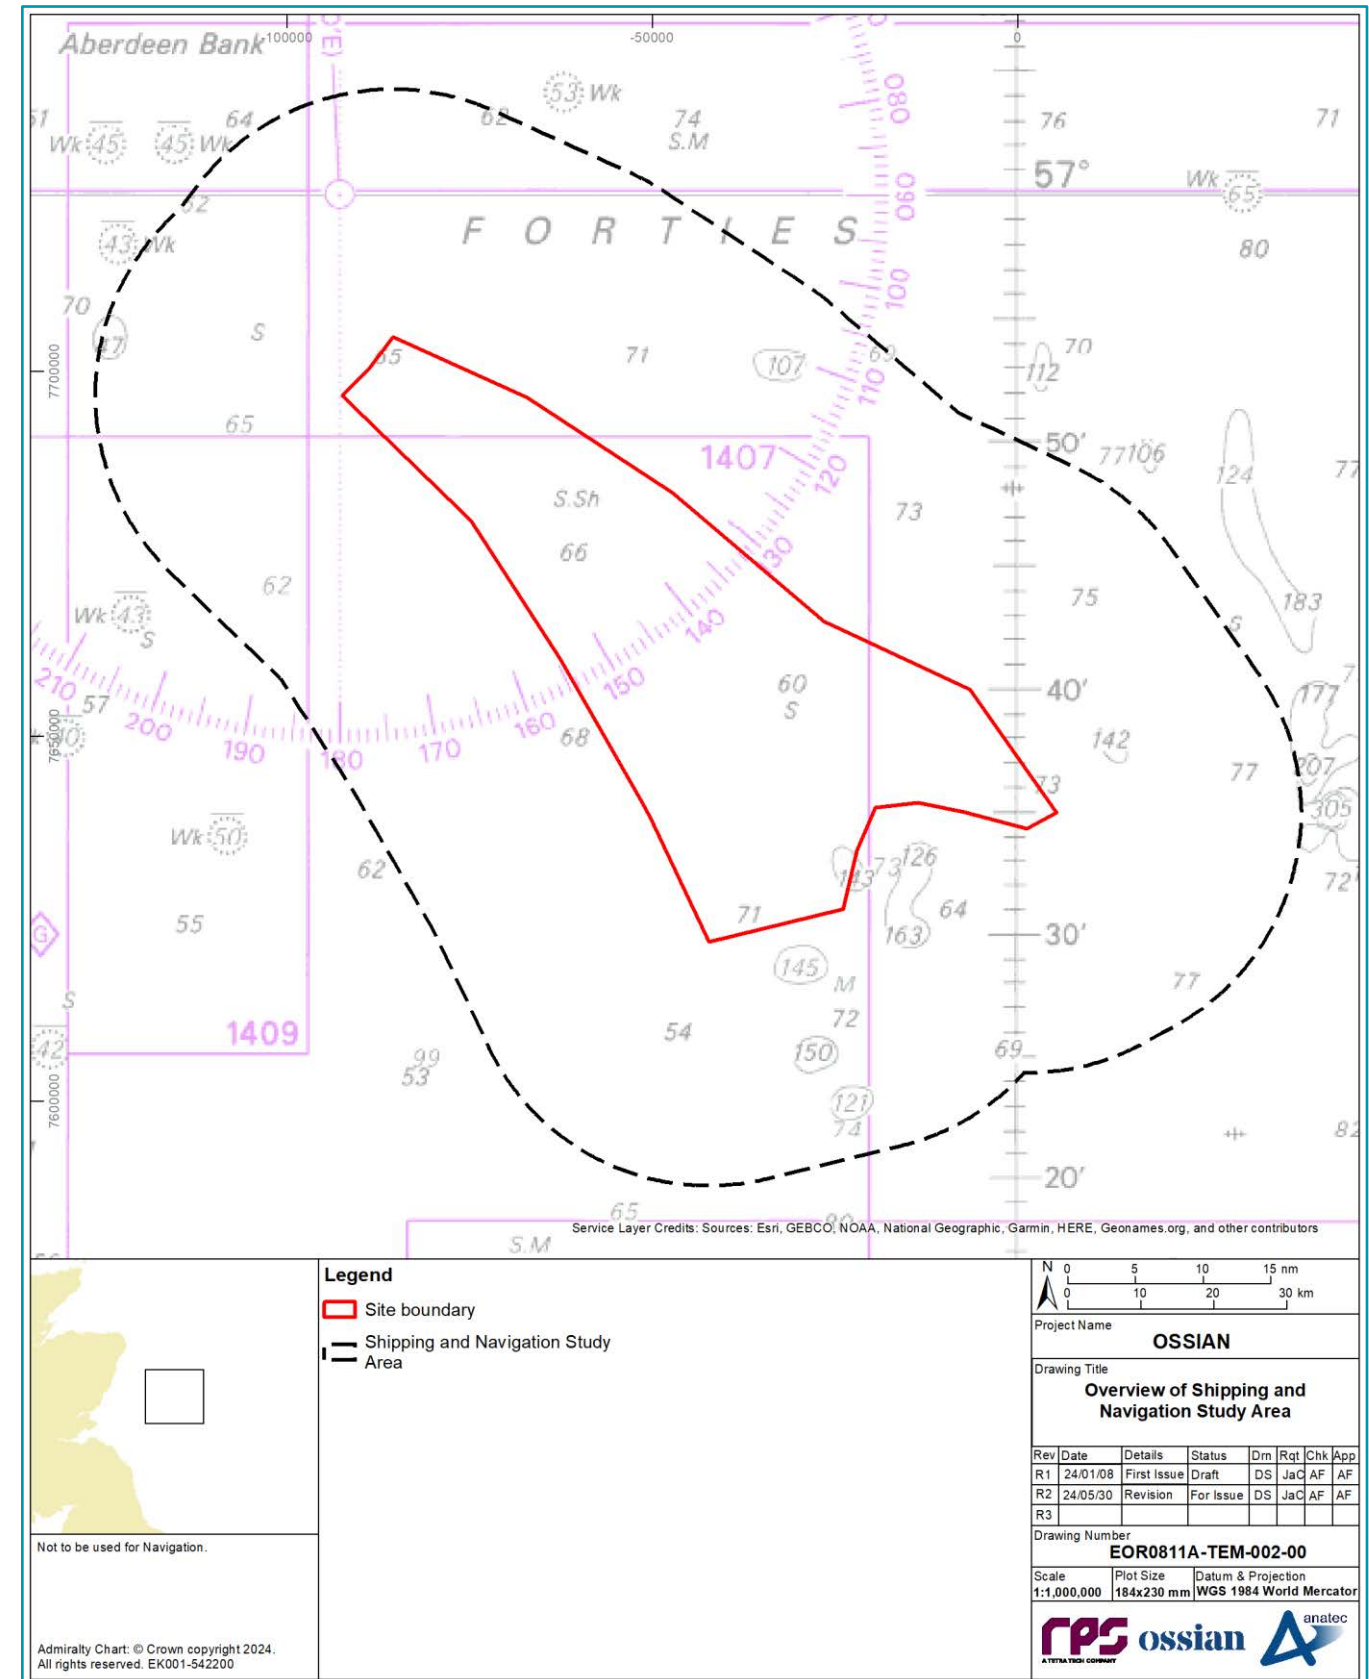 Aberdeen Bank
-100000
-50000
0
53 Wk
64
62
74
S.M
76
71
Wk 45
45 Wk
080
57°
Wk 65
090
43 Wk
FORTIES
80
100
70
47
S
65
71
107
69
110
70
112
7700000
65
1407
50'
77
106
124
77
120
S.Sh
73
66
130
62
75
183
Wk 43
S
140
S
210
57
150
60
S
40'
177
200
160
7650000
190
180
170
68
142
77
207
73
305
Wk 50
62
143
73
126
72
G
55
71
64
163
30'
145
M
77
S
54
72
1409
42
99
53
150
69
7600000
121
74
82
20'
65
S.M
Service Layer Credits: Sources: Esri, GEBCO, NOAA, National Geographic, Garmin, HERE, Geonames.org, and other contributors
Legend
Site boundary
Shipping and Navigation Study
Area
Not to be used for Navigation.
Admiralty Chart: © Crown copyright 2024.
All rights reserved. EK001-542200
N
0 5 10 15 nm
0 10 20 30 km
Project Name
OSSIAN
Drawing Title
Overview of Shipping and
Navigation Study Area
Rev Date Details Status Drn Rqt Chk App
R1 24/01/08 First Issue Draft DS JaC AF AF
R2 24/05/30 Revision For Issue DS JaC AF AF
R3
Drawing Number
EOR0811A-TEM-002-00
Scale Plot Size Datum & Projection
1:1,000,000 184x230 mm WGS 1984 World Mercator
rps
A TETRA TECH COMPANY
ossian
anatec